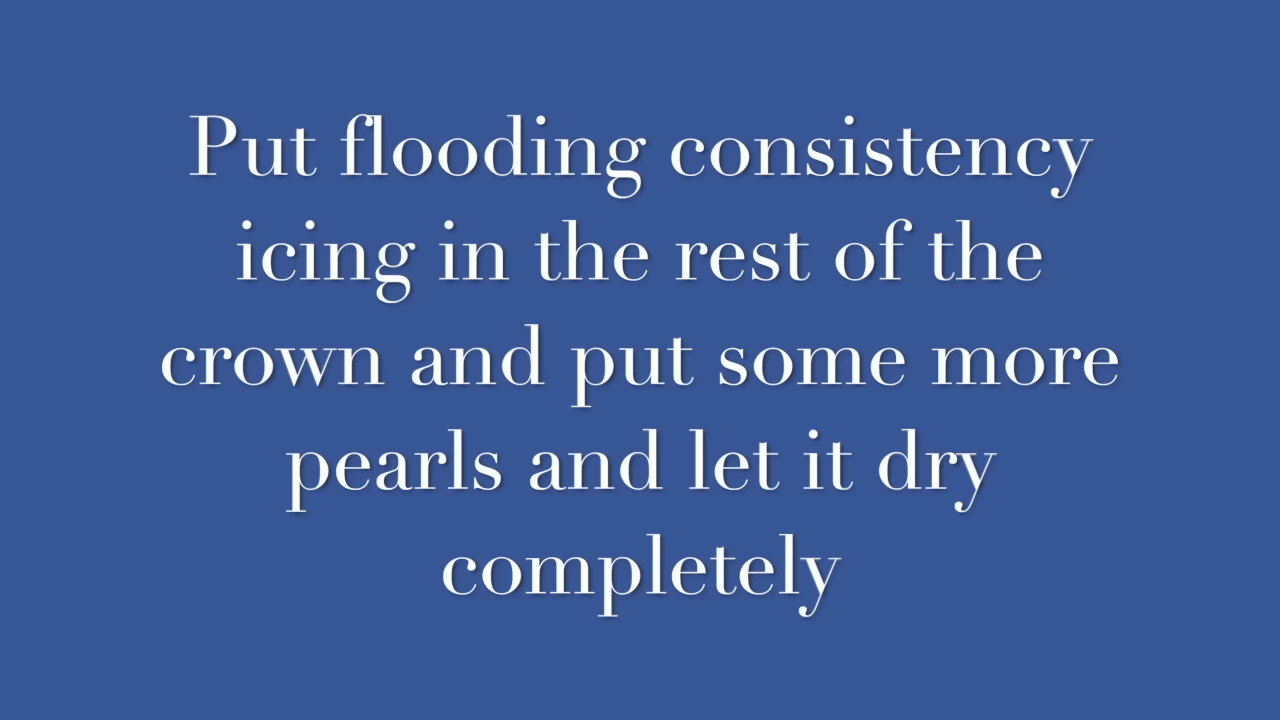 Put flooding consistency
icing in the rest of the
crown and put some more
pearls and let it dry
completely